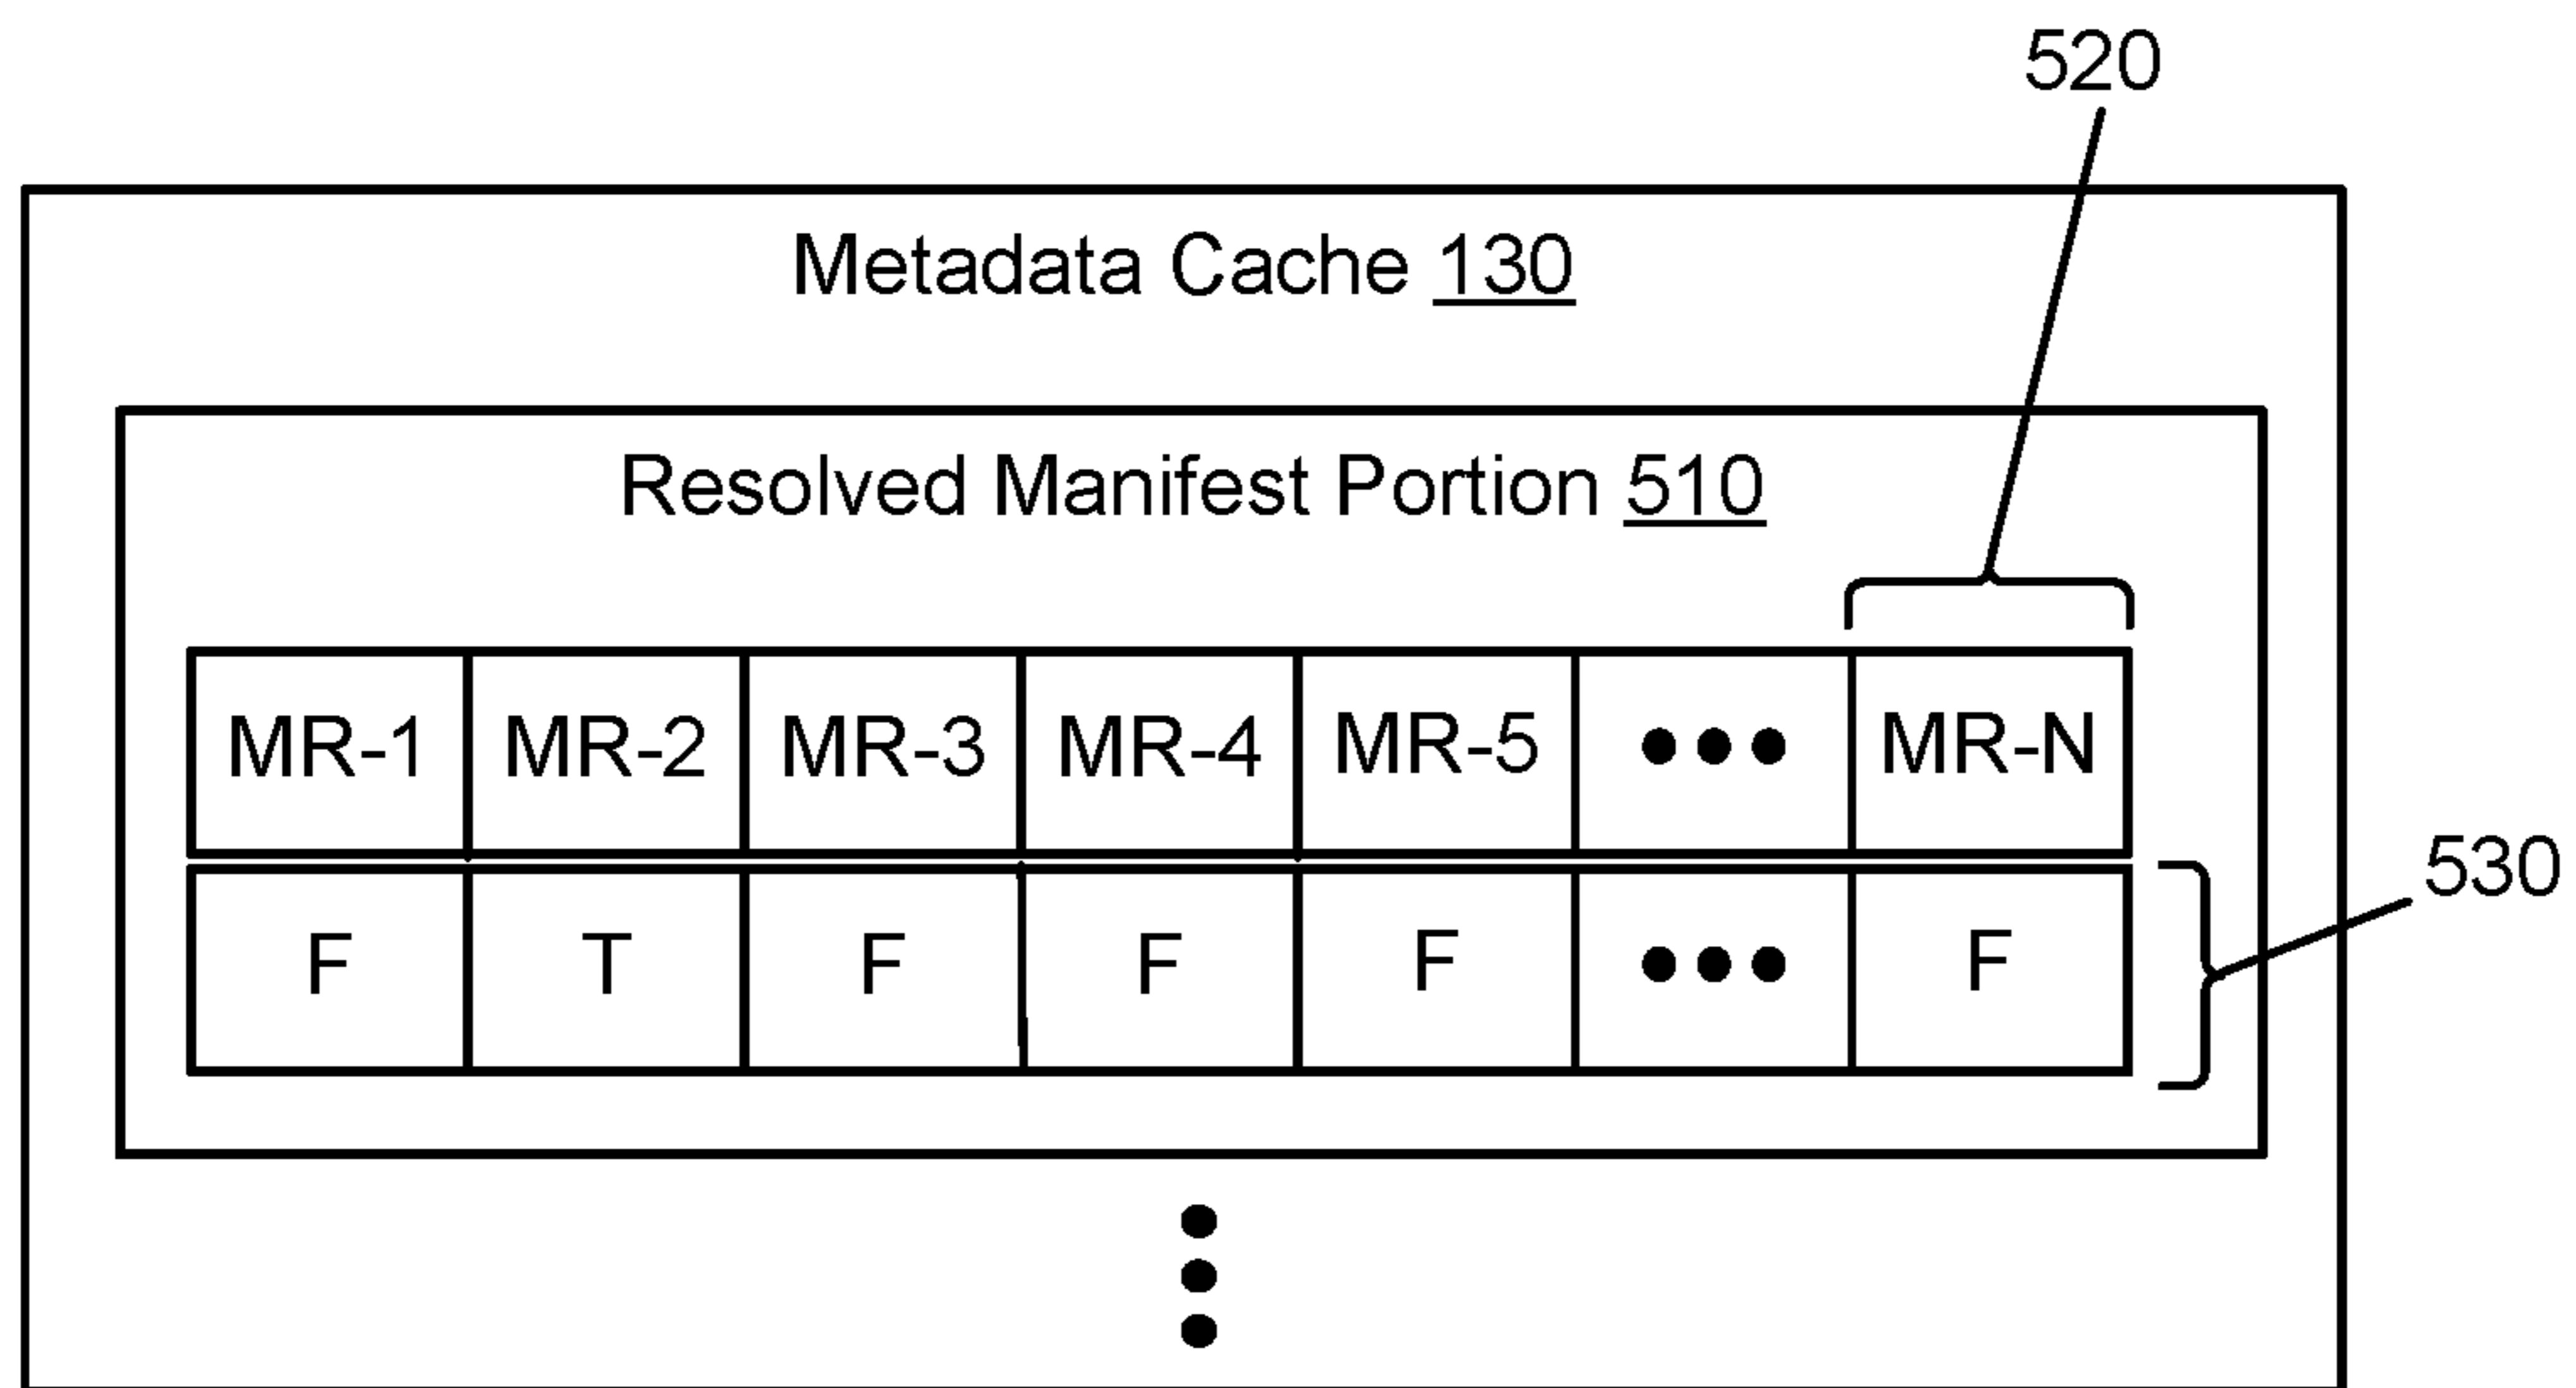 520
Metadata Cache 130
Resolved Manifest Portion 510
MR-1 MR-2 MR-3 MR-4 MR-5 ●●● MR-N
530
F T F F F ●●● F